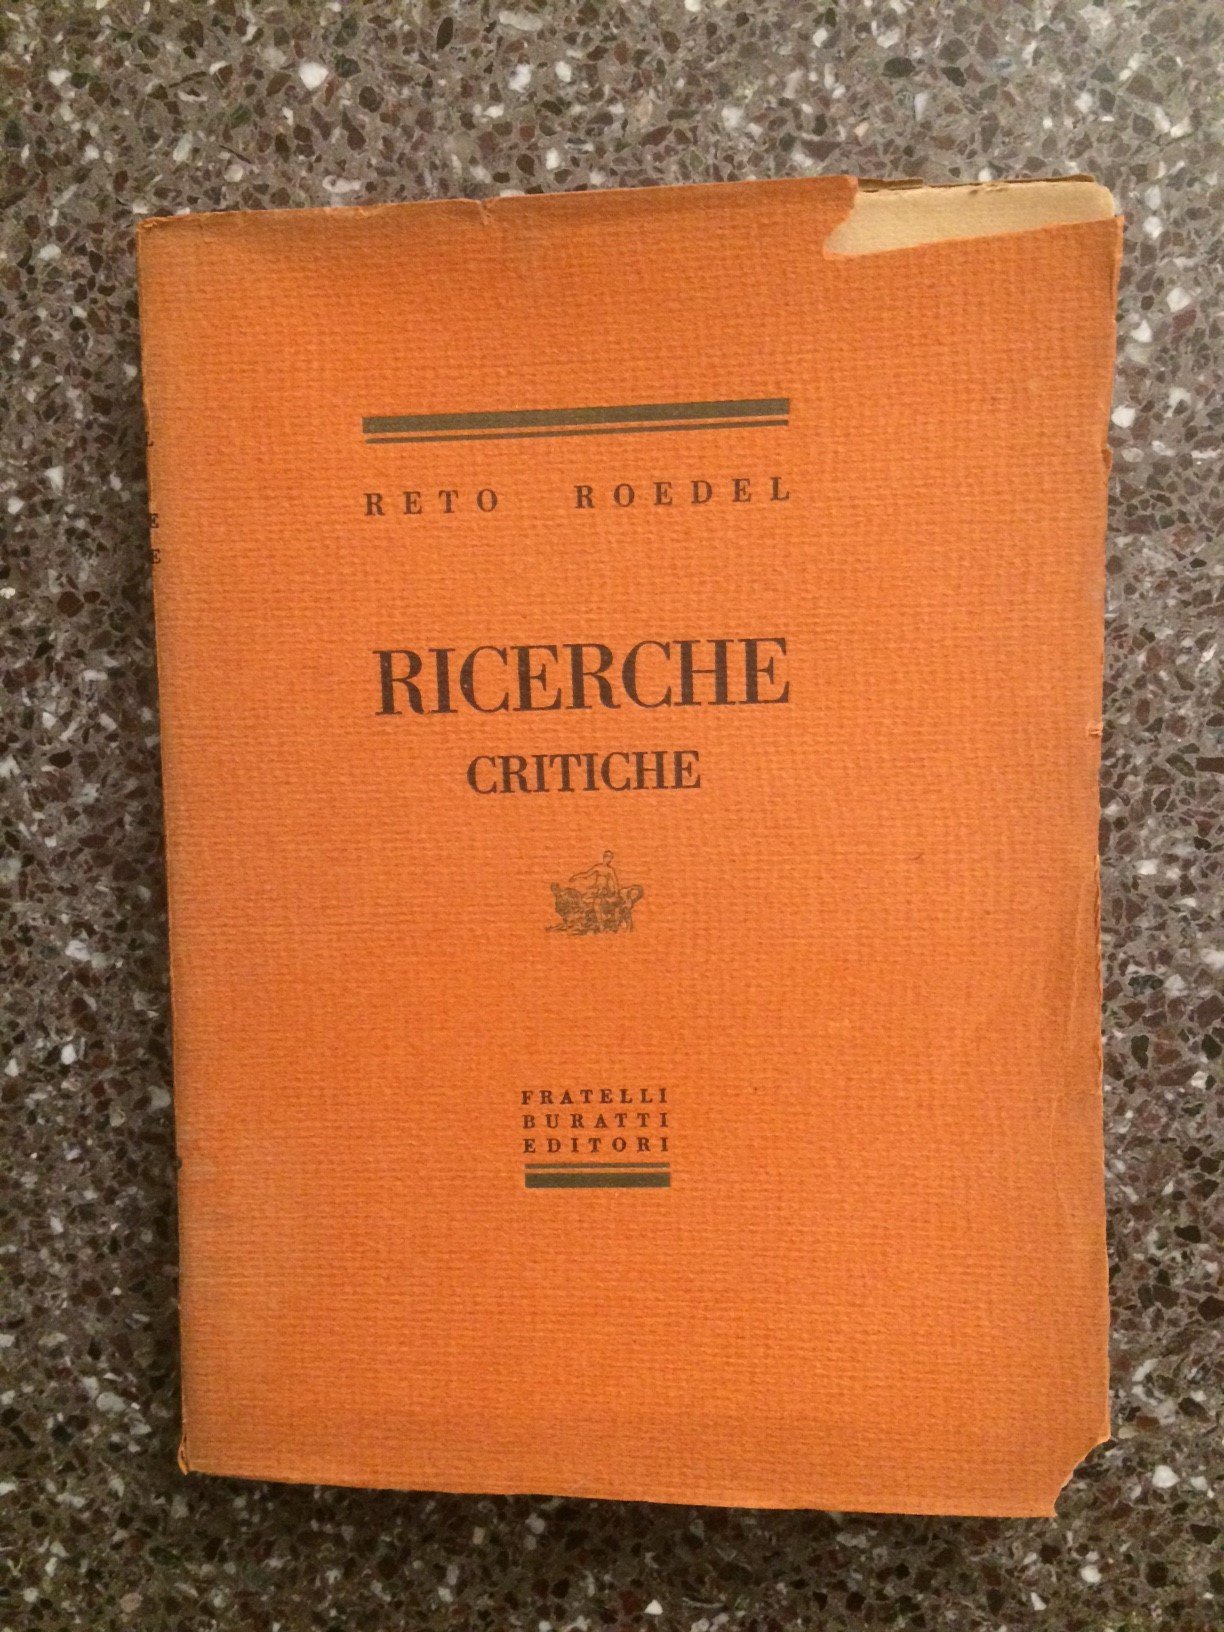 RETO ROEDEL
RICERCHE
CRITICHE
FRATELLI
BURATTI
EDITORI
L
E
E